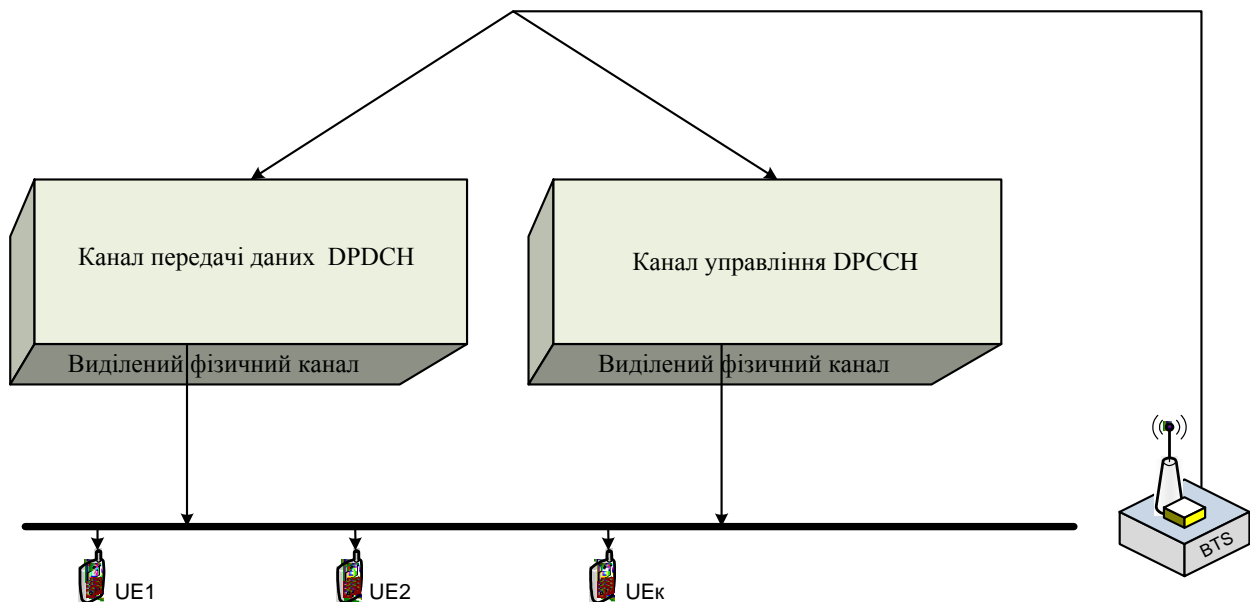 Канал передачі даних DPDCH
Канал управління DPCCH
Виділений фізичний канал
Виділений фізичний канал
BTS
UE1
UE2
UEк